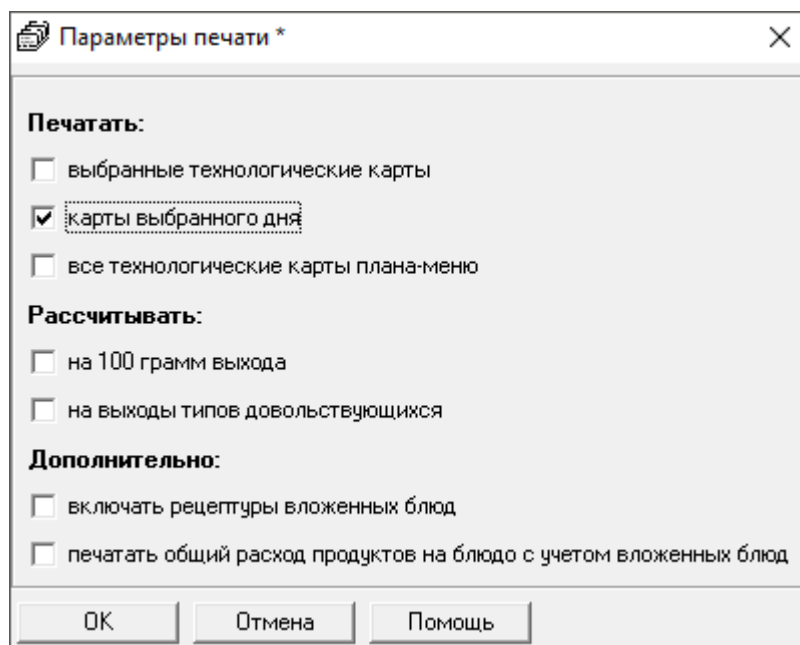 Параметры печати *
Печатать:
выбранные технологические карты
карты выбранного дня
все технологические карты плана-меню
Рассчитывать:
на 100 грамм выхода
на выходы типов довольствующихся
Дополнительно:
включать рецептуры вложенных блюд
печатать общий расход продуктов на блюдо с учетом вложенных блюд
ОК Отмена Помощь